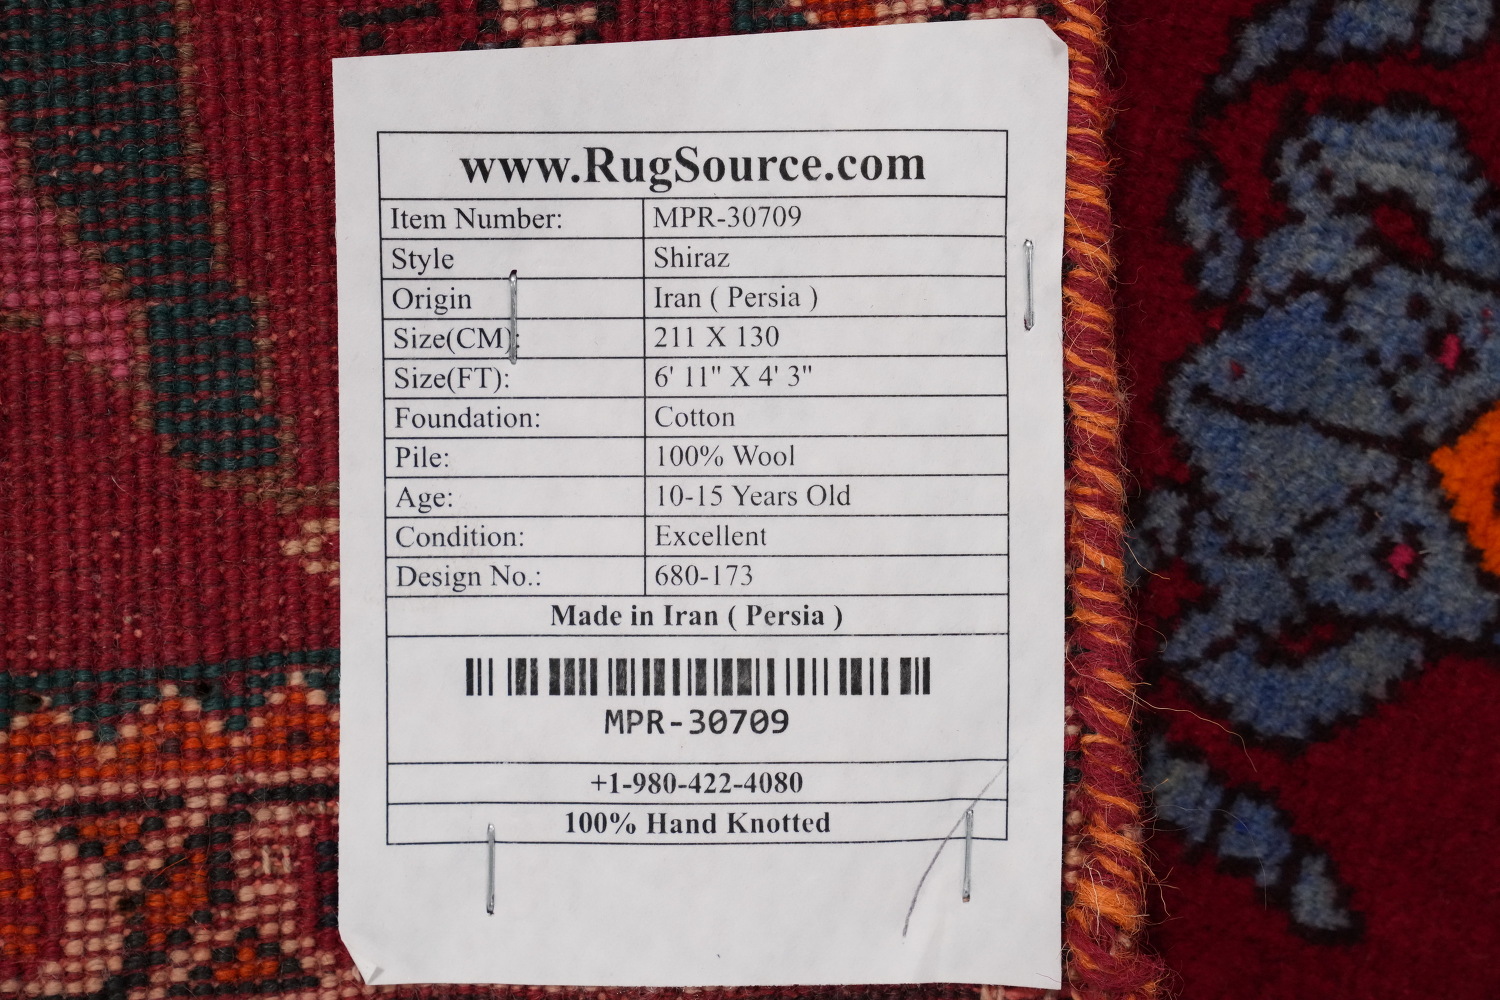 www.RugSource.com
Item Number: MPR-30709
Style Shiraz
Origin Iran ( Persia )
Size(CM): 211 X 130
Size(FT): 6' 11" X 4' 3"
Foundation: Cotton
Pile: 100% Wool
Age: 10-15 Years Old
Condition: Excellent
Design No.: 680-173
Made in Iran ( Persia )
MPR-30709
+1-980-422-4080
100% Hand Knotted